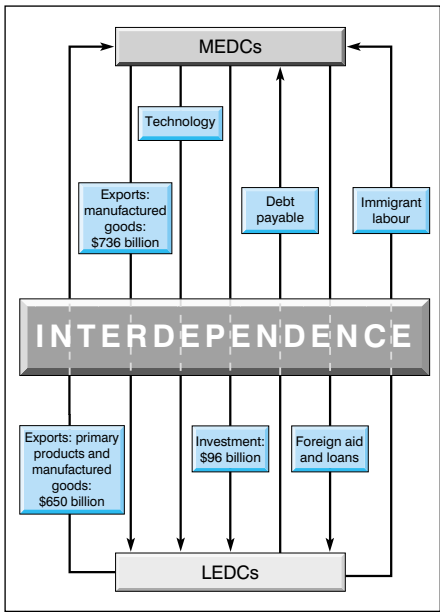 MEDCs
Technology
Exports:
manufactured
goods:
$736 billion
Debt
payable
Immigrant
labour
INTERDEPENDENCE
Exports: primary
products and
manufactured
goods:
$650 billion
Investment:
$96 billion
Foreign aid
and loans
LEDCs